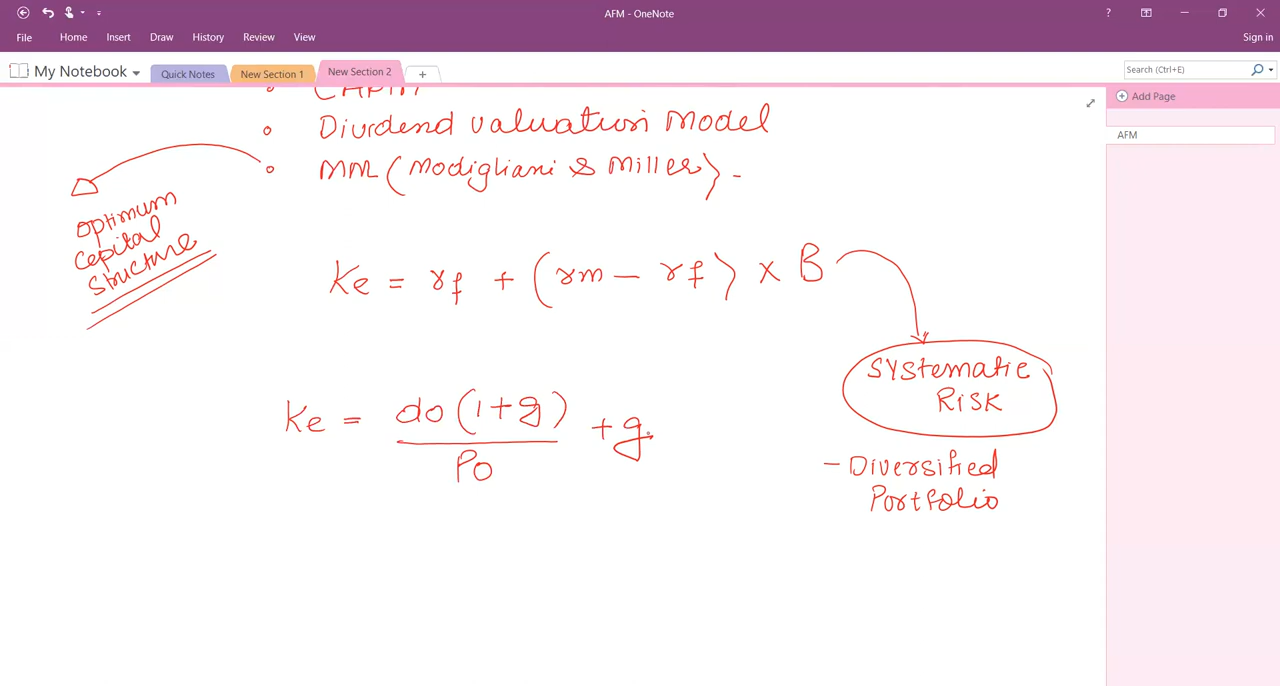 AFM - OneNote
?
File Home Insert Draw History Review View
Sign in
My Notebook Quick Notes New Section 1 New Section 2 +
Search (Ctrl+E)
Add Page
AFM
• Dividend valuation Model
• MM (Modigliani & Miller) -
optimum
capital
structure
Ke = rf + (rm - rf) x B
Systematic
Risk
- Diversified
Portfolio
Ke = do (1+g) / Po + g